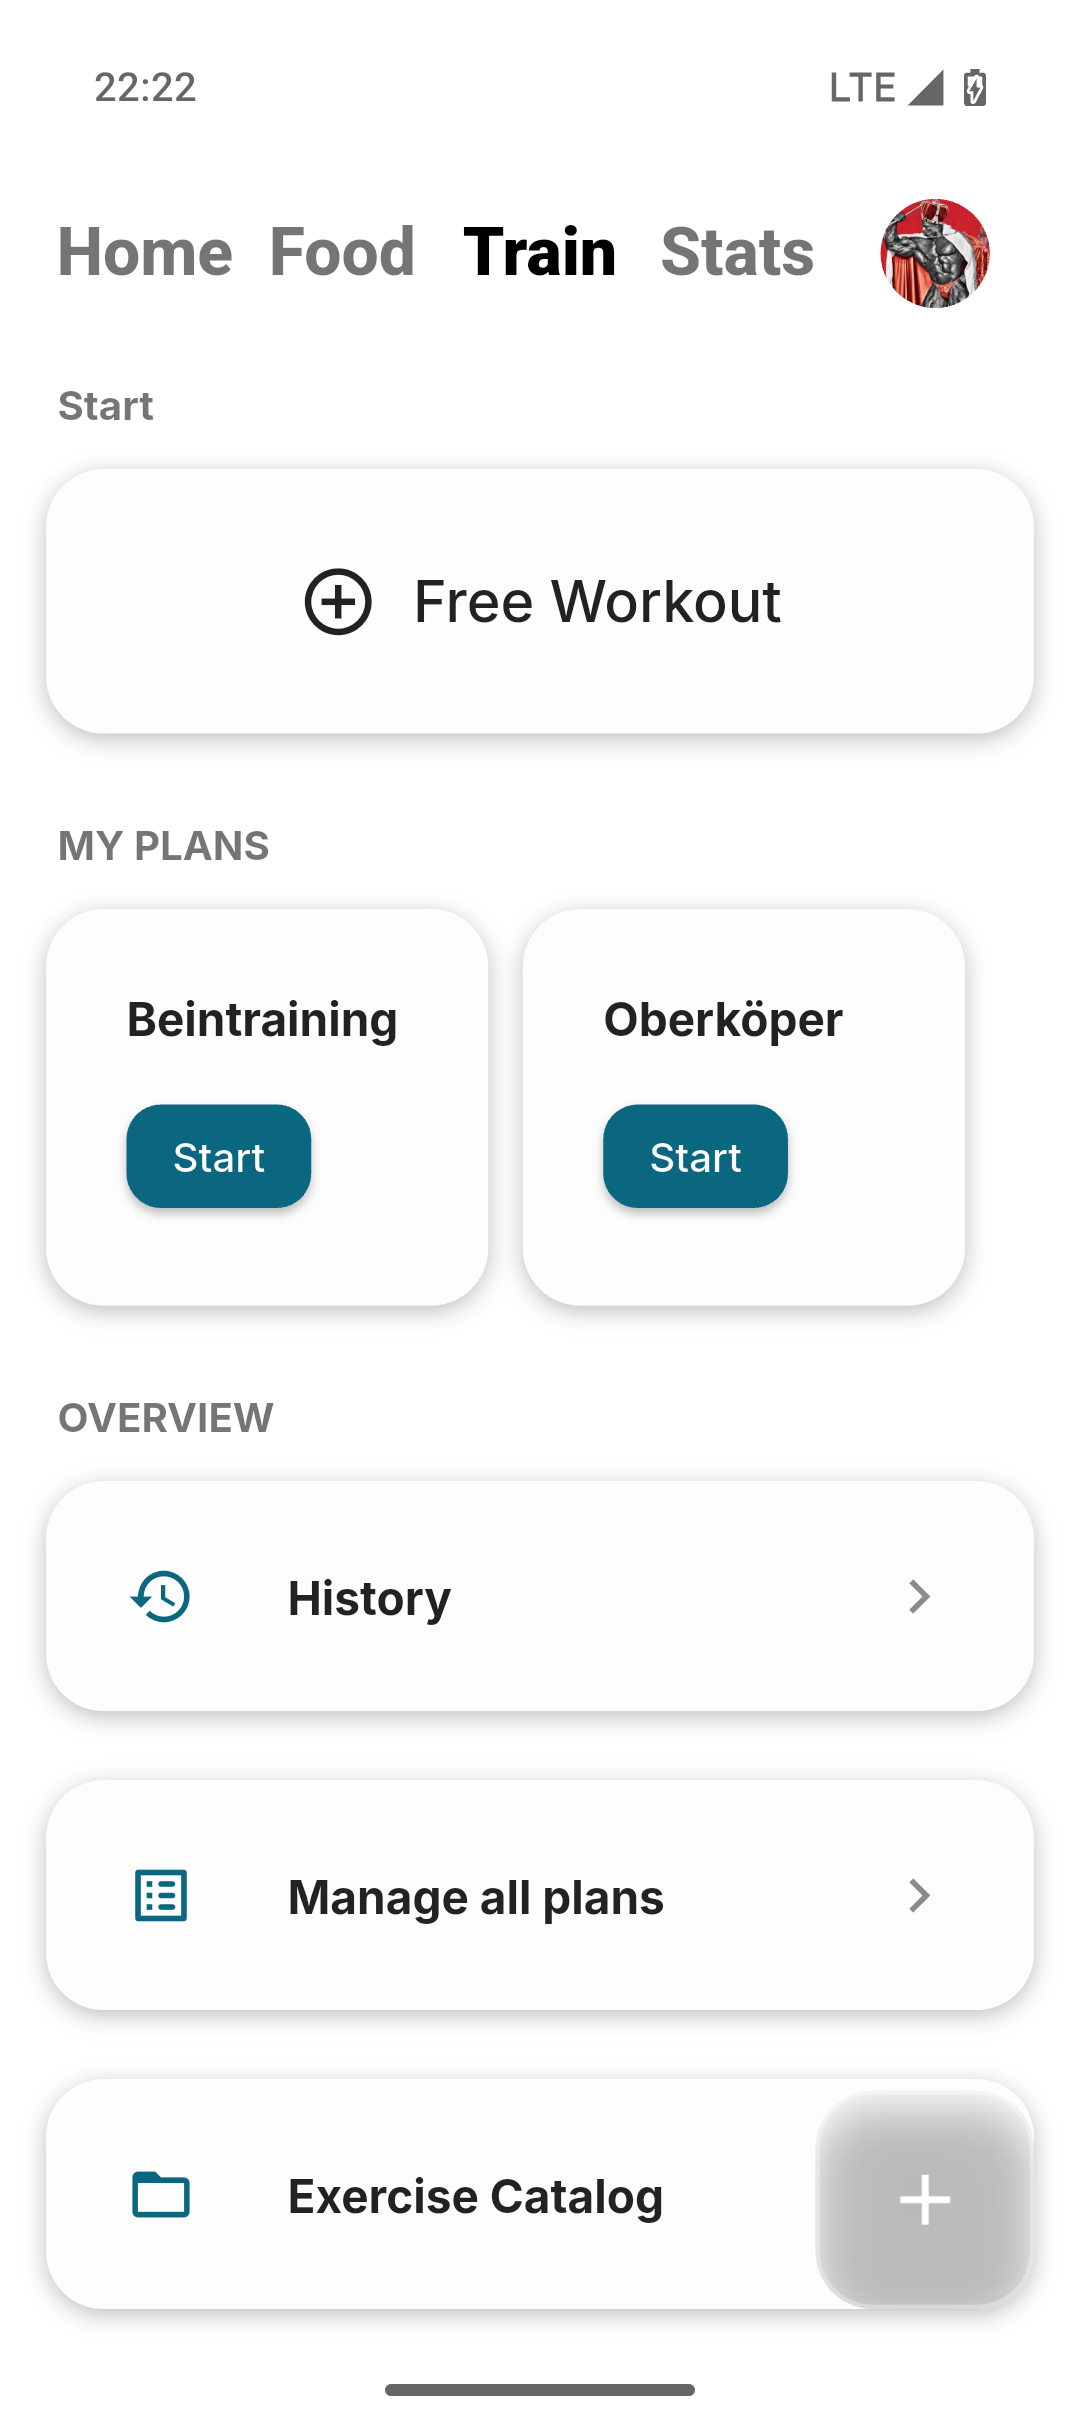 22:22 LTE
Home Food Train Stats
Start
Free Workout
MY PLANS
Beintraining Oberköper
Start Start
OVERVIEW
History
Manage all plans
Exercise Catalog